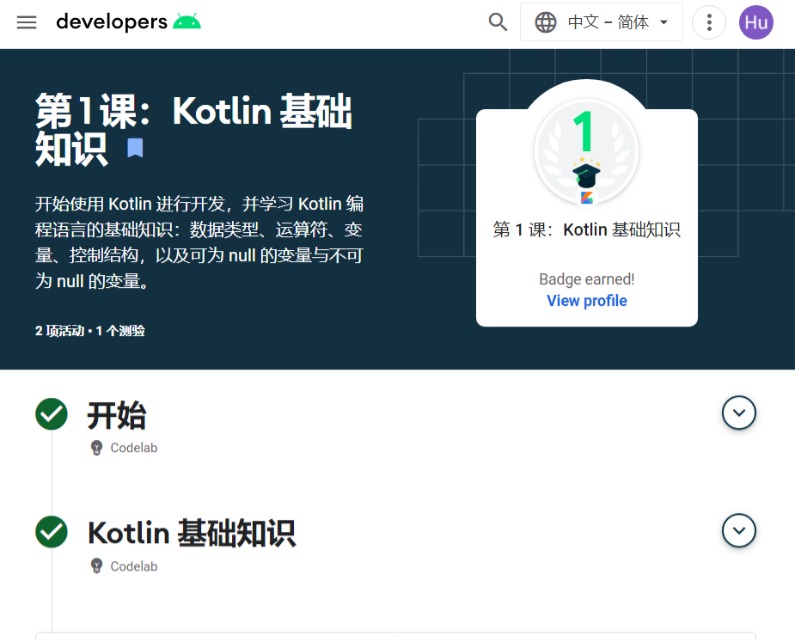 developers
中文 – 简体
Hu
第 1 课：Kotlin 基础
知识
开始使用 Kotlin 进行开发，并学习 Kotlin 编
程语言的基础知识：数据类型、运算符、变
量、控制结构，以及可为 null 的变量与不可
为 null 的变量。
2 项活动 • 1 个测验
1
第 1 课：Kotlin 基础知识
Badge earned!
View profile
开始
Codelab
Kotlin 基础知识
Codelab